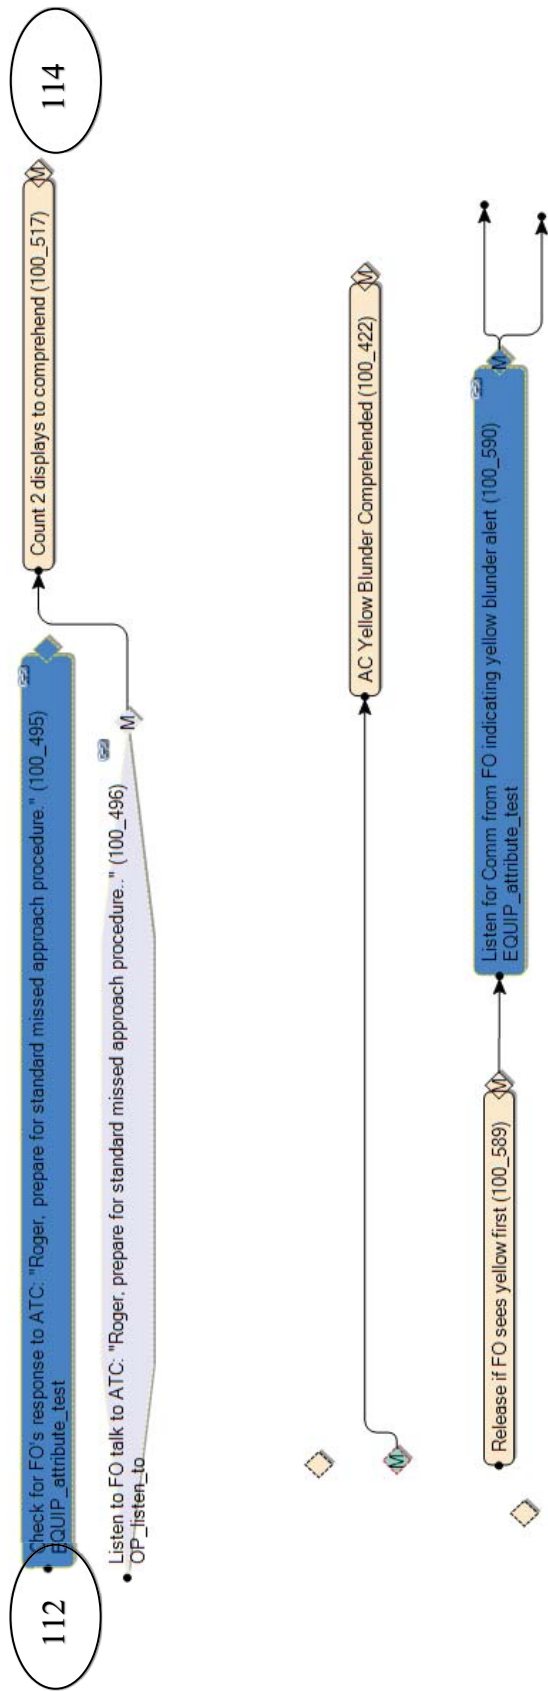 112
Check for FO's response to ATC: "Roger, prepare for standard missed approach procedure." (100_495)
EQUIP_attribute_test
114
Listen to FO talk to ATC: "Roger, prepare for standard missed approach procedure.." (100_496)
OP_listen_to
M
Count 2 displays to comprehend (100_517)
M
M
AC Yellow Blunder Comprehended (100_422)
M
Release if FO sees yellow first (100_589)
M
Listen for Comm from FO indicating yellow blunder alert (100_590)
EQUIP_attribute_test
M